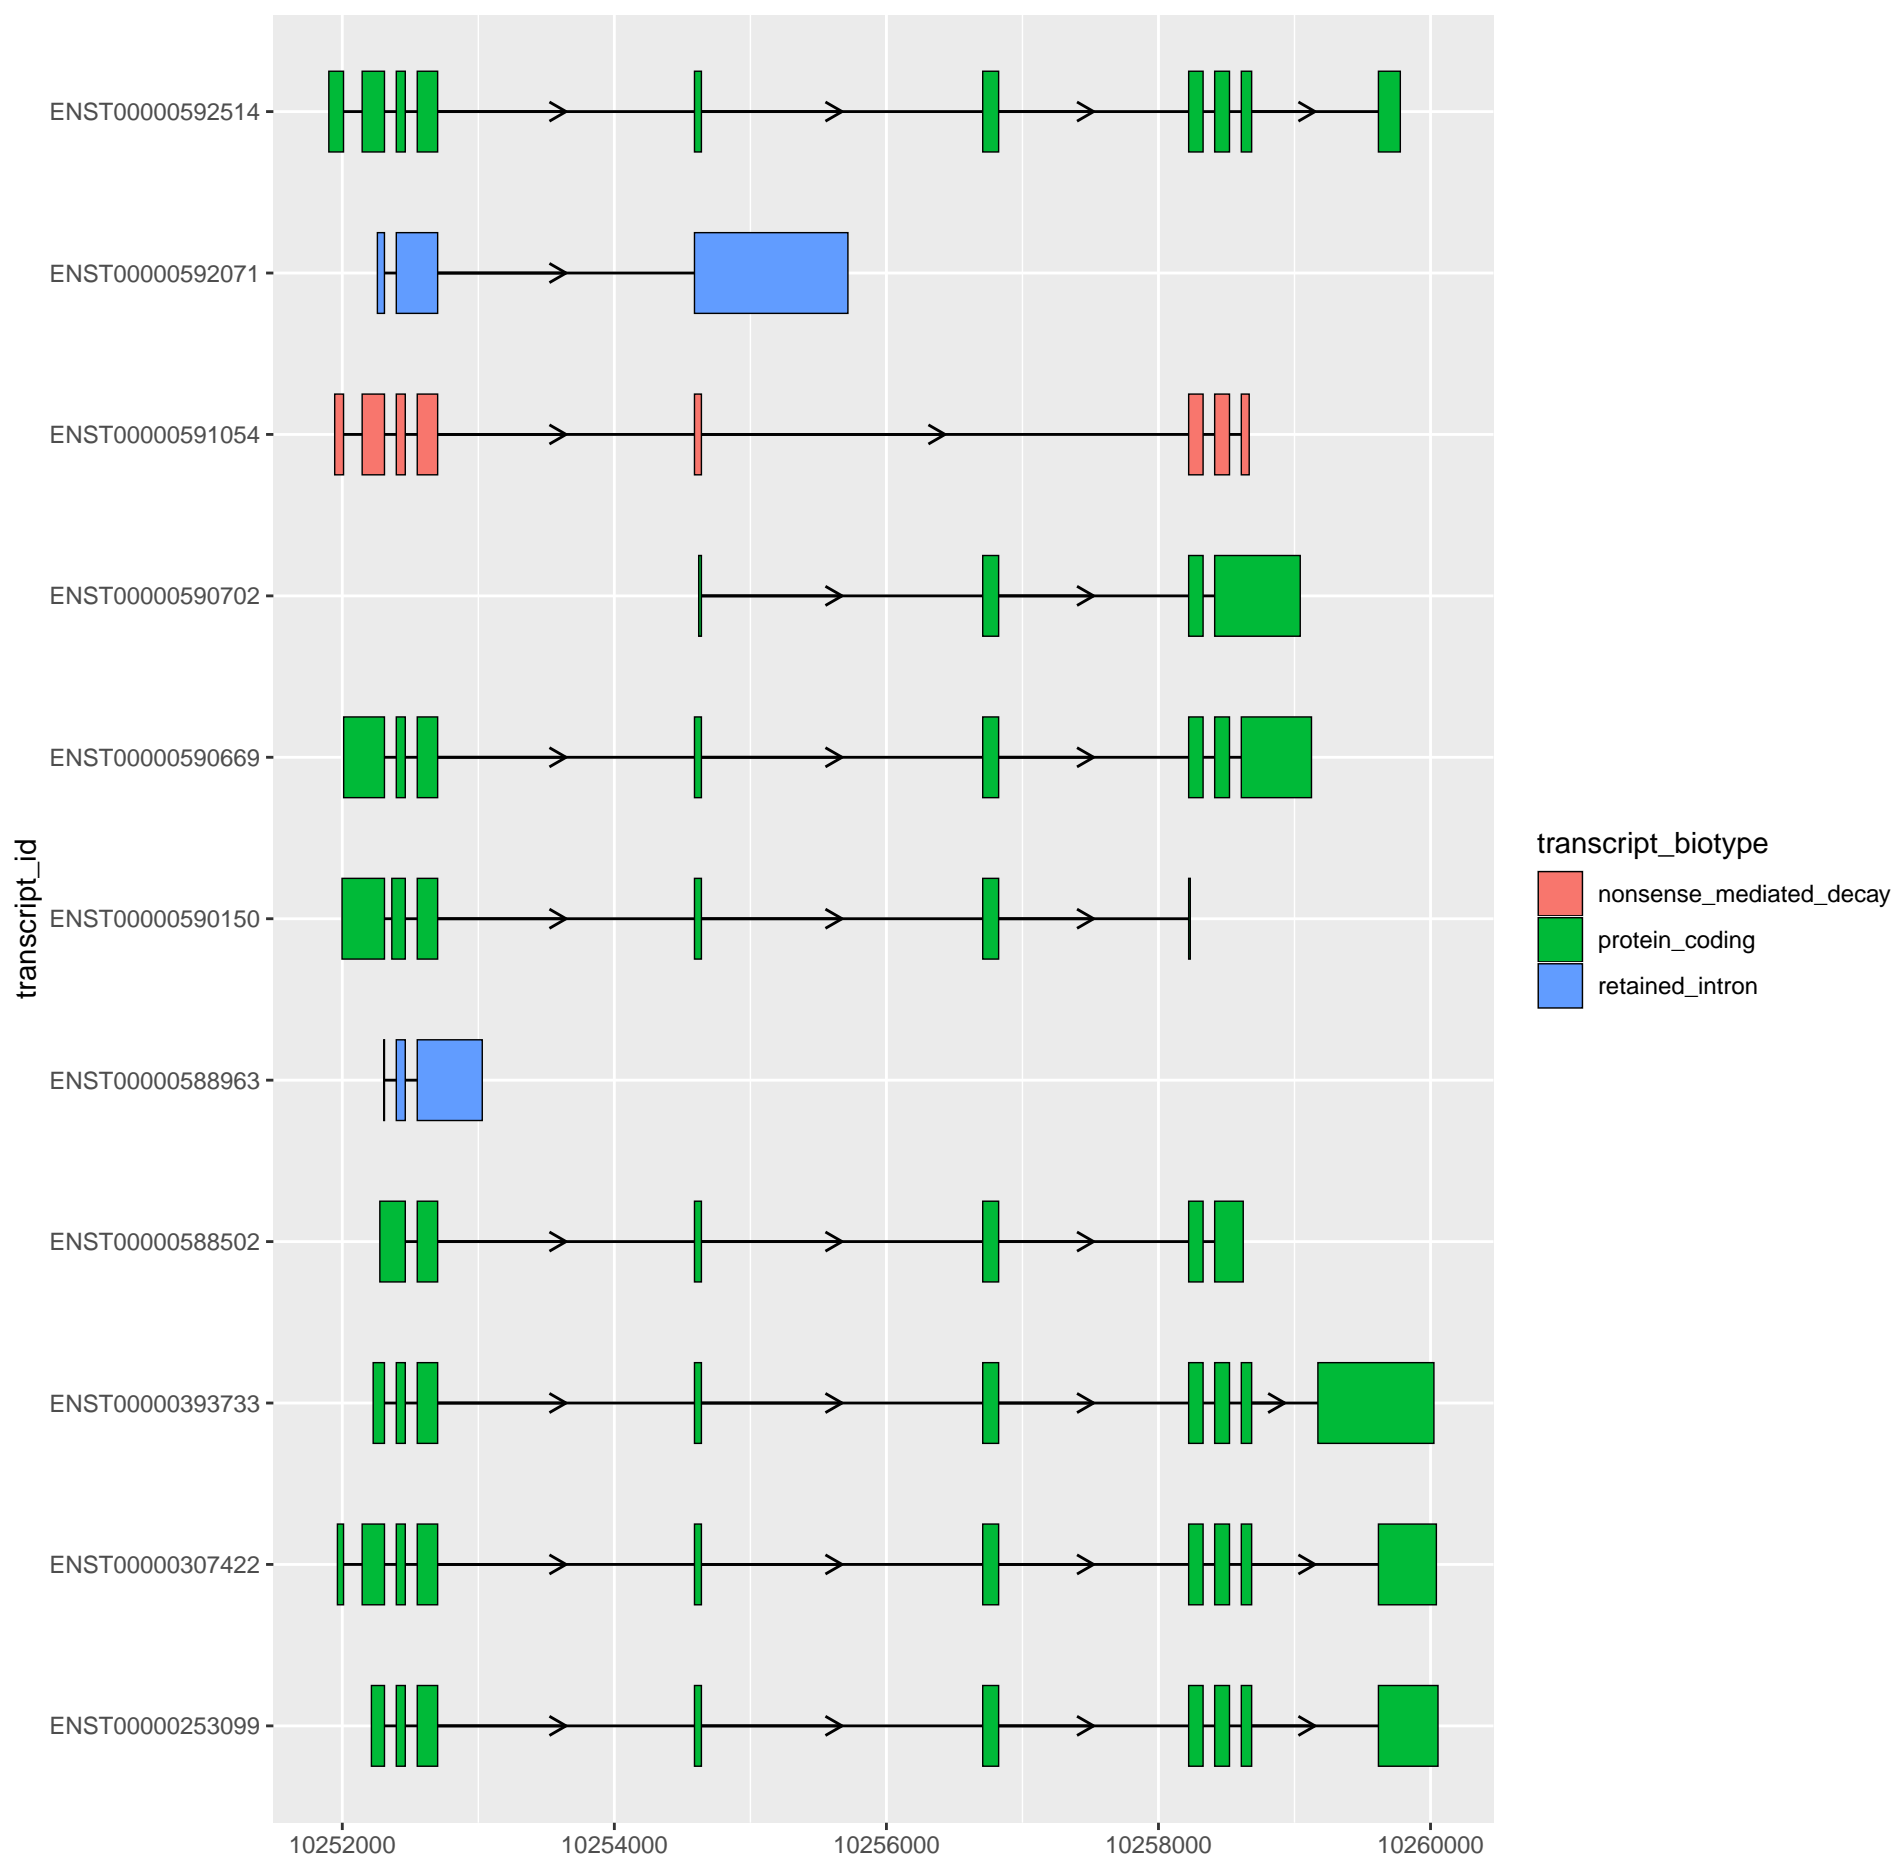 transcript_id
ENST00000592514
ENST00000592071
ENST00000591054
ENST00000590702
ENST00000590669
ENST00000590150
ENST00000588963
ENST00000588502
ENST00000393733
ENST00000307422
ENST00000253099
10252000 10254000 10256000 10258000 10260000
transcript_biotype
nonsense_mediated_decay
protein_coding
retained_intron